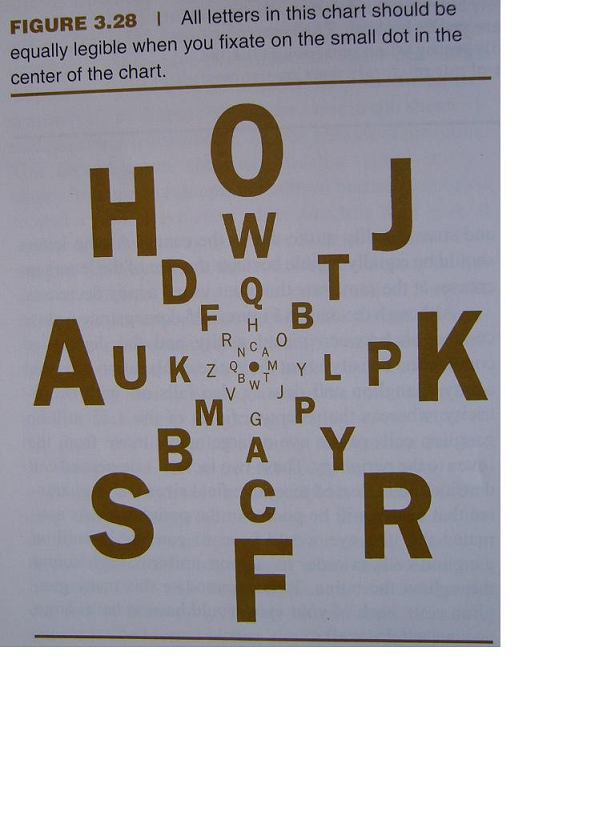 FIGURE 3.28 | All letters in this chart should be
equally legible when you fixate on the small dot in the
center of the chart.
O
H J
W
D T
Q
F B
H
R O
N C A
A U K Z Q M Y L P K
B W T
V J
M G P
B A Y
S C R
F